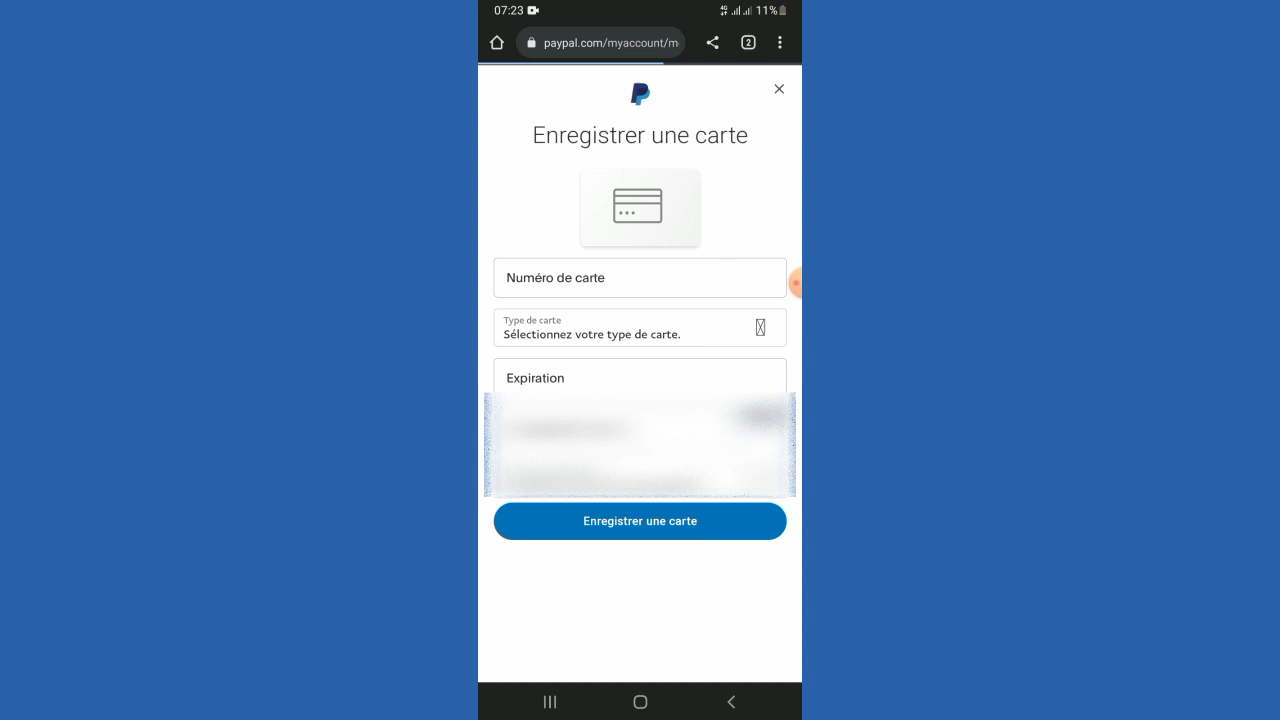 07:23
4G 11%
paypal.com/myaccount/m
2
Enregistrer une carte
Numéro de carte
Type de carte
Sélectionnez votre type de carte.
Expiration
Enregistrer une carte